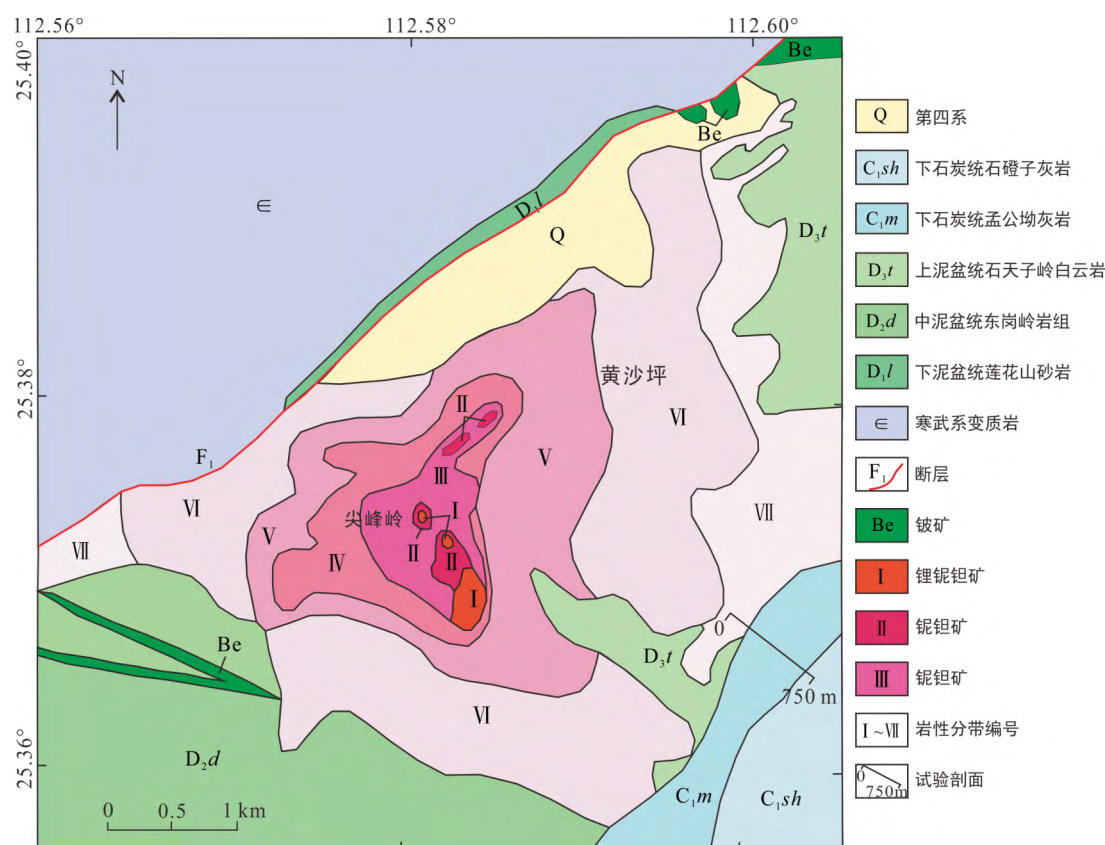 112.56°
112.58°
112.60°
25.40°
25.38°
25.36°
N
Be
Be
∈
D₁l
Q
D₃t
黄沙坪
Ⅱ
Ⅵ
F₁
Ⅲ
Ⅴ
Ⅵ
尖峰岭
Ⅰ
Ⅶ
Ⅴ
Ⅱ
Ⅶ
Ⅳ
Ⅱ
Ⅰ
0
Be
D₃t
750 m
Ⅵ
D₂d
C₁m
C₁sh
0 0.5 1 km
Q 第四系
C₁sh 下石炭统石磴子灰岩
C₁m 下石炭统孟公坳灰岩
D₃t 上泥盆统石天子岭白云岩
D₂d 中泥盆统东岗岭岩组
D₁l 下泥盆统莲花山砂岩
∈ 寒武系变质岩
F₁ 断层
Be 铍矿
Ⅰ 锂铌钽矿
Ⅱ 铌钽矿
Ⅲ 铌钽矿
Ⅰ~Ⅶ 岩性分带编号
0 750m 试验剖面